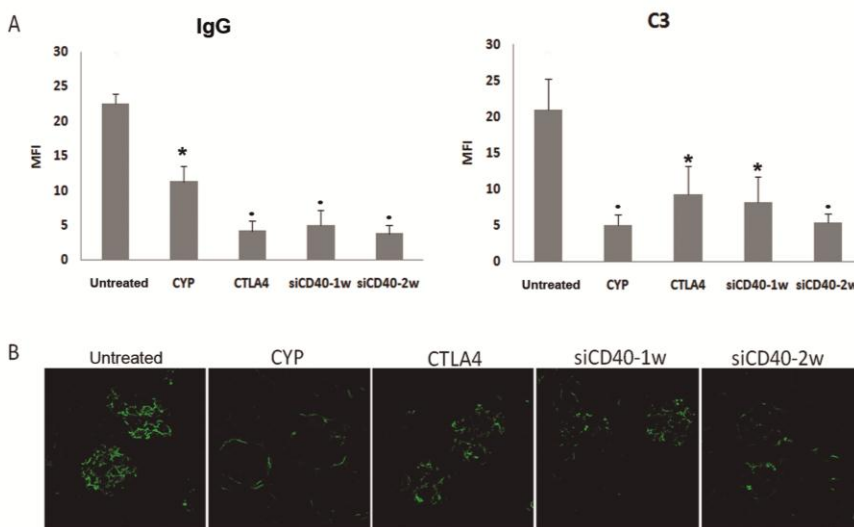 A
IgG
30
25
20
15
10
5
0
MFI
*
•
•
•
Untreated CYP CTLA4 siCD40-1w siCD40-2w
C3
30
25
20
15
10
5
0
MFI
•
*
*
•
Untreated CYP CTLA4 siCD40-1w siCD40-2w
B
Untreated CYP CTLA4 siCD40-1w siCD40-2w